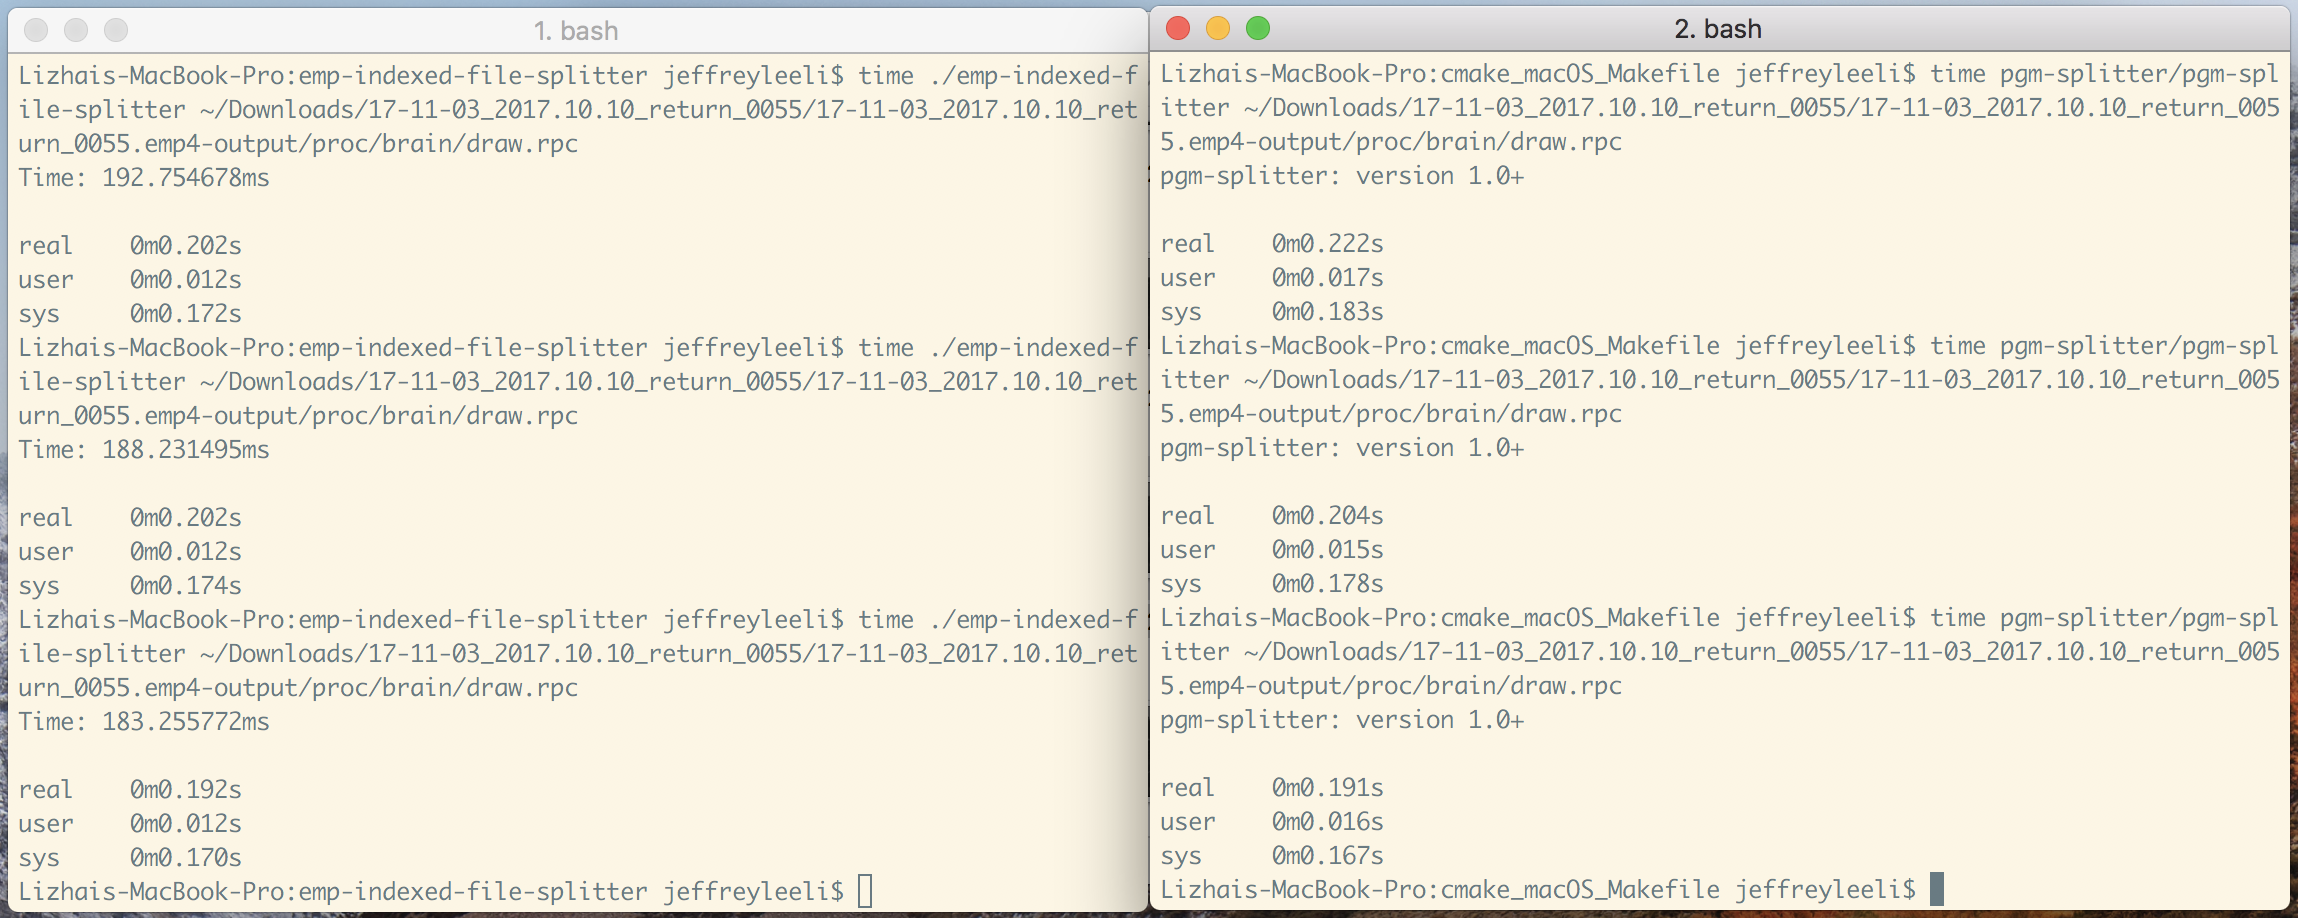 1. bash
Lizhais-MacBook-Pro:emp-indexed-file-splitter jeffreyleeli$ time ./emp-indexed-f
ile-splitter ~/Downloads/17-11-03_2017.10.10_return_0055/17-11-03_2017.10.10_ret
urn_0055.emp4-output/proc/brain/draw.rpc
Time: 192.754678ms
real 0m0.202s
user 0m0.012s
sys 0m0.172s
Lizhais-MacBook-Pro:emp-indexed-file-splitter jeffreyleeli$ time ./emp-indexed-f
ile-splitter ~/Downloads/17-11-03_2017.10.10_return_0055/17-11-03_2017.10.10_ret
urn_0055.emp4-output/proc/brain/draw.rpc
Time: 188.231495ms
real 0m0.202s
user 0m0.012s
sys 0m0.174s
Lizhais-MacBook-Pro:emp-indexed-file-splitter jeffreyleeli$ time ./emp-indexed-f
ile-splitter ~/Downloads/17-11-03_2017.10.10_return_0055/17-11-03_2017.10.10_ret
urn_0055.emp4-output/proc/brain/draw.rpc
Time: 183.255772ms
real 0m0.192s
user 0m0.012s
sys 0m0.170s
Lizhais-MacBook-Pro:emp-indexed-file-splitter jeffreyleeli$
2. bash
Lizhais-MacBook-Pro:cmake_macOS_Makefile jeffreyleeli$ time pgm-splitter/pgm-spl
itter ~/Downloads/17-11-03_2017.10.10_return_0055/17-11-03_2017.10.10_return_005
5.emp4-output/proc/brain/draw.rpc
pgm-splitter: version 1.0+
real 0m0.222s
user 0m0.017s
sys 0m0.183s
Lizhais-MacBook-Pro:cmake_macOS_Makefile jeffreyleeli$ time pgm-splitter/pgm-spl
itter ~/Downloads/17-11-03_2017.10.10_return_0055/17-11-03_2017.10.10_return_005
5.emp4-output/proc/brain/draw.rpc
pgm-splitter: version 1.0+
real 0m0.204s
user 0m0.015s
sys 0m0.178s
Lizhais-MacBook-Pro:cmake_macOS_Makefile jeffreyleeli$ time pgm-splitter/pgm-spl
itter ~/Downloads/17-11-03_2017.10.10_return_0055/17-11-03_2017.10.10_return_005
5.emp4-output/proc/brain/draw.rpc
pgm-splitter: version 1.0+
real 0m0.191s
user 0m0.016s
sys 0m0.167s
Lizhais-MacBook-Pro:cmake_macOS_Makefile jeffreyleeli$